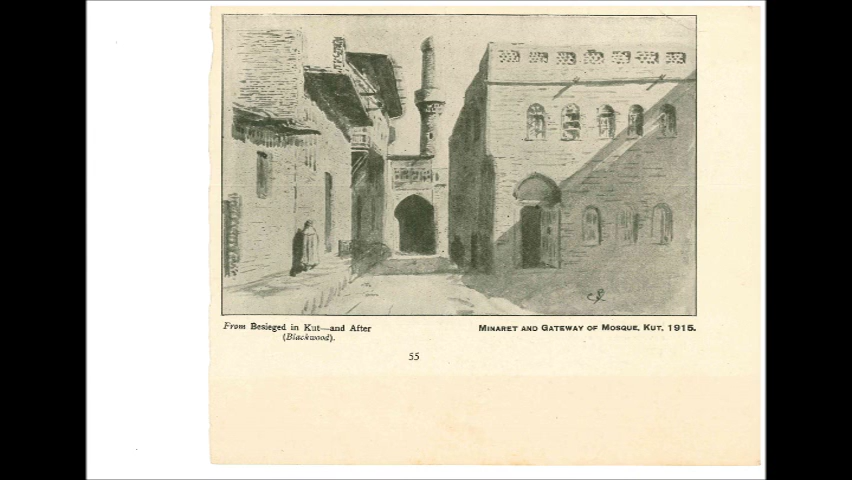 From Besieged in Kut—and After
(Blackwood).
MINARET AND GATEWAY OF MOSQUE, KUT, 1915.
55